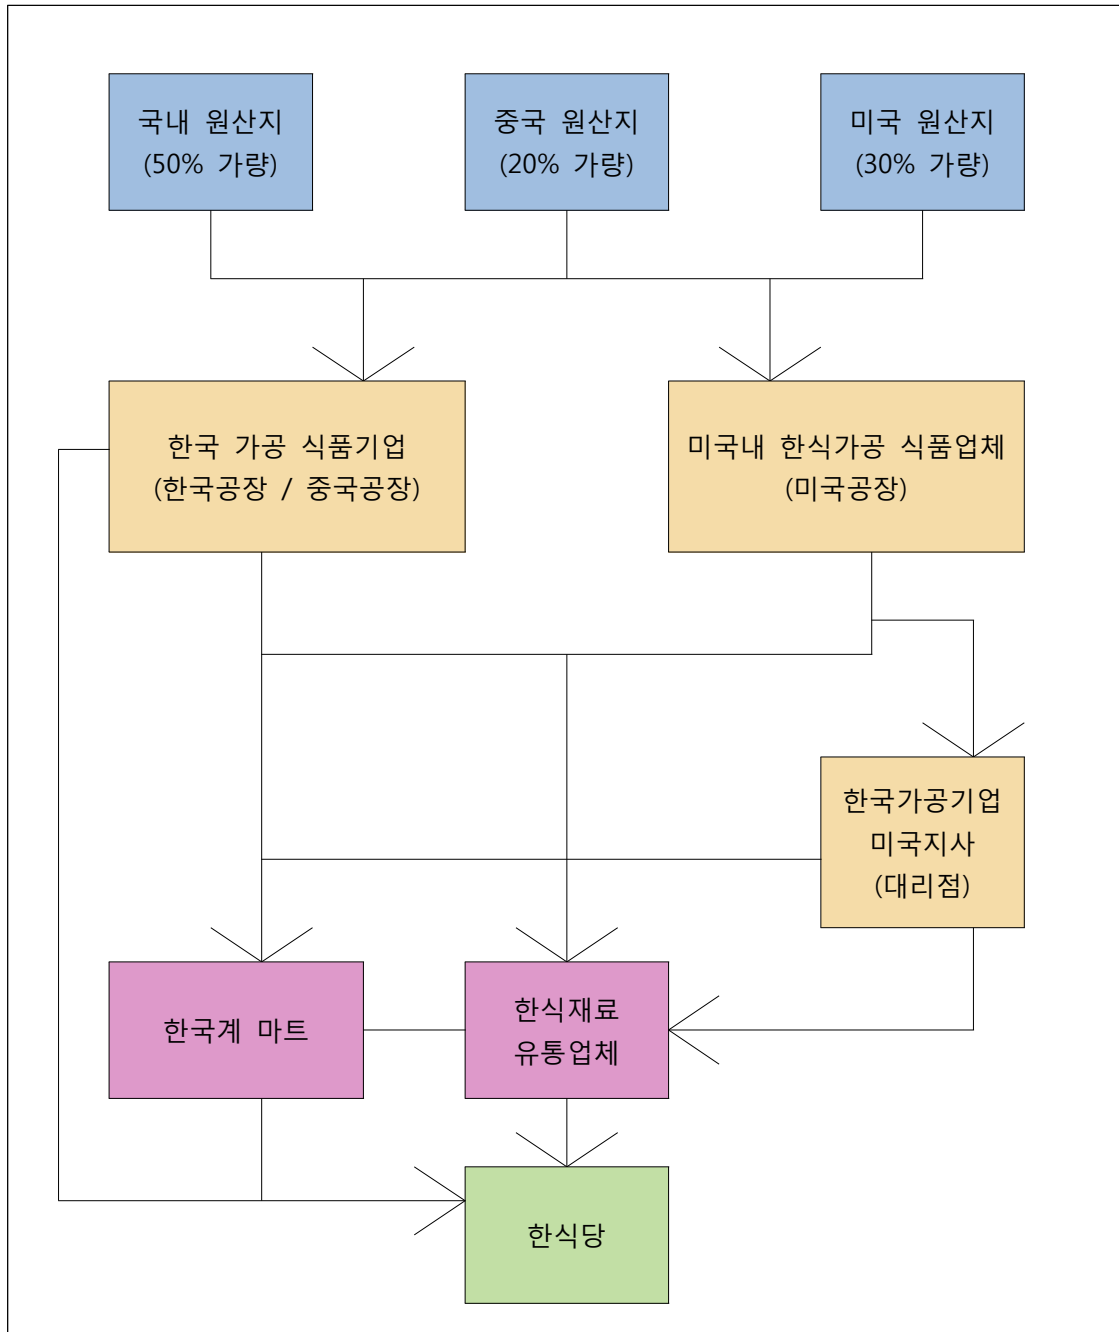 국내 원산지
(50% 가량)
중국 원산지
(20% 가량)
미국 원산지
(30% 가량)
한국 가공 식품기업
(한국공장 / 중국공장)
미국내 한식가공 식품업체
(미국공장)
한국가공기업
미국지사
(대리점)
한국계 마트
한식재료
유통업체
한식당